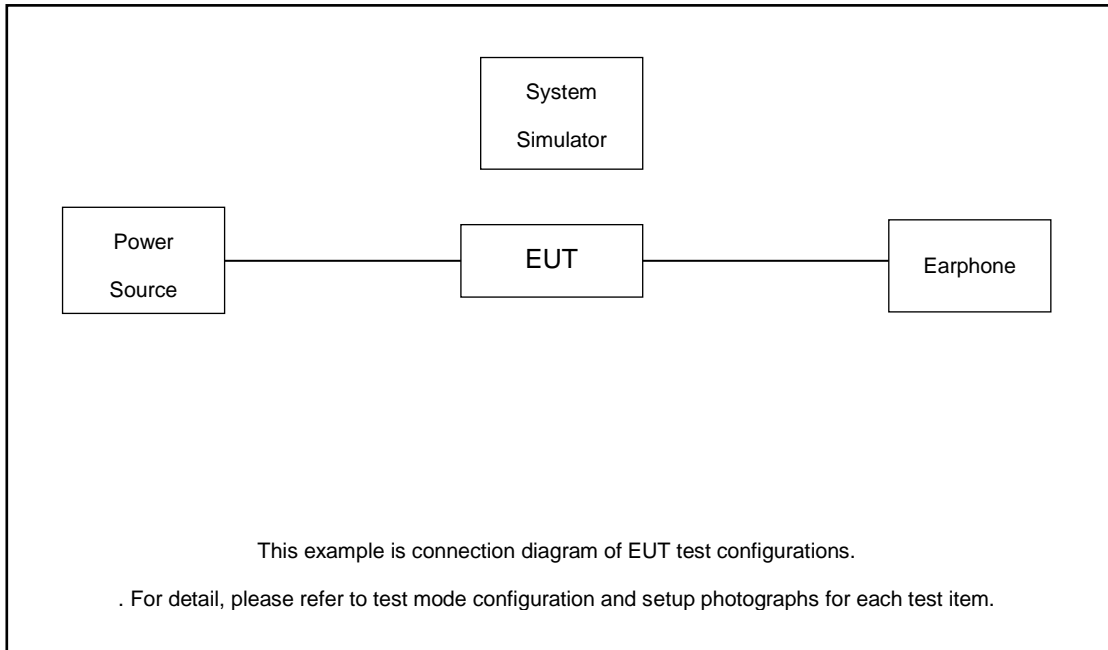 System
Simulator
Power
Source
EUT
Earphone
This example is connection diagram of EUT test configurations.
. For detail, please refer to test mode configuration and setup photographs for each test item.